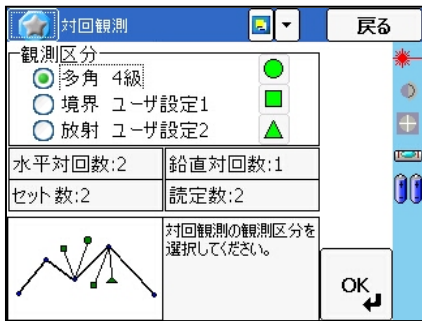 対回観測
戻る
観測区分
多角 4級
境界 ユーザ設定1
放射 ユーザ設定2
水平対回数:2
鉛直対回数:1
セット数:2
読定数:2
対回観測の観測区分を
選択してください。
OK